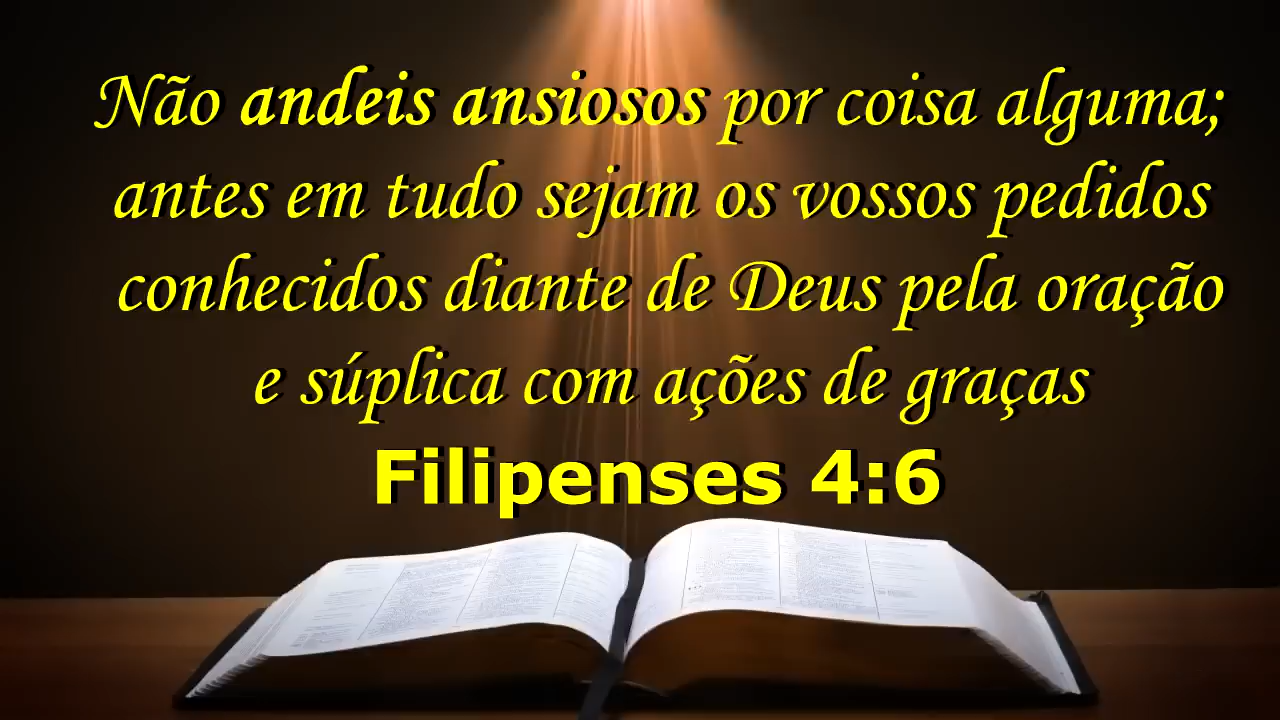 Não andeis ansiosos por coisa alguma;
antes em tudo sejam os vossos pedidos
conhecidos diante de Deus pela oração
e súplica com ações de graças
Filipenses 4:6